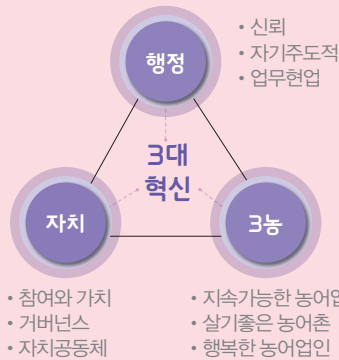 행정
• 신뢰
• 자기주도적
• 업무현업
3대
혁신
자치
3농
• 참여와 가치
• 거버넌스
• 자치공동체
• 지속가능한 농어업
• 살기좋은 농어촌
• 행복한 농어업인